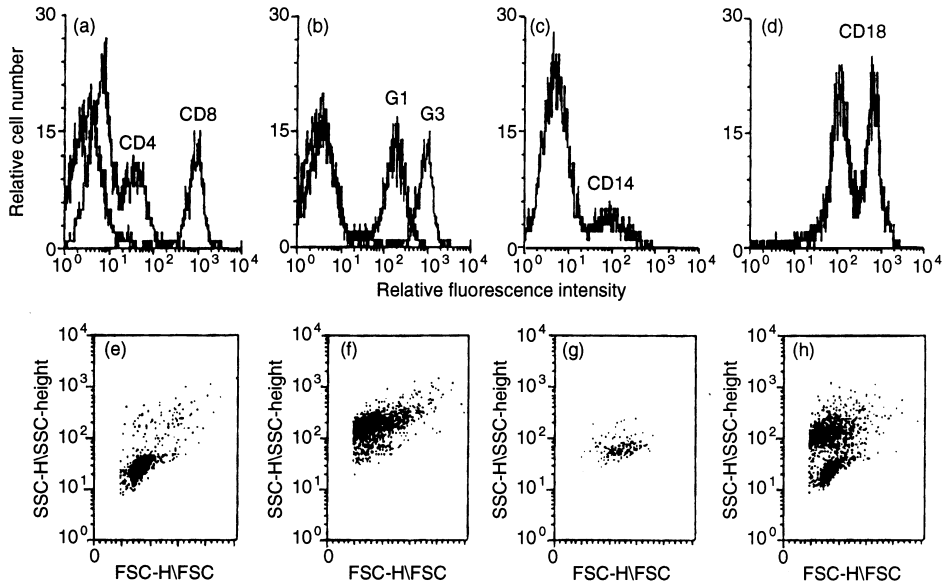 (a) (b) (c) (d)
Relative cell number
30 15 0
CD4 CD8
10⁰ 10¹ 10² 10³ 10⁴
30 15 0
G1 G3
10⁰ 10¹ 10² 10³ 10⁴
30 15 0
CD14
10⁰ 10¹ 10² 10³ 10⁴
30 15 0
CD18
10⁰ 10¹ 10² 10³ 10⁴
Relative fluorescence intensity
(e) (f) (g) (h)
SSC-H\SSC-height
10⁴ 10³ 10² 10¹ 10⁰
0
FSC-H\FSC
SSC-H\SSC-height
10⁴ 10³ 10² 10¹ 10⁰
0
FSC-H\FSC
SSC-H\SSC-height
10⁴ 10³ 10² 10¹ 10⁰
0
FSC-H\FSC
SSC-H\SSC-height
10⁴ 10³ 10² 10¹ 10⁰
0
FSC-H\FSC